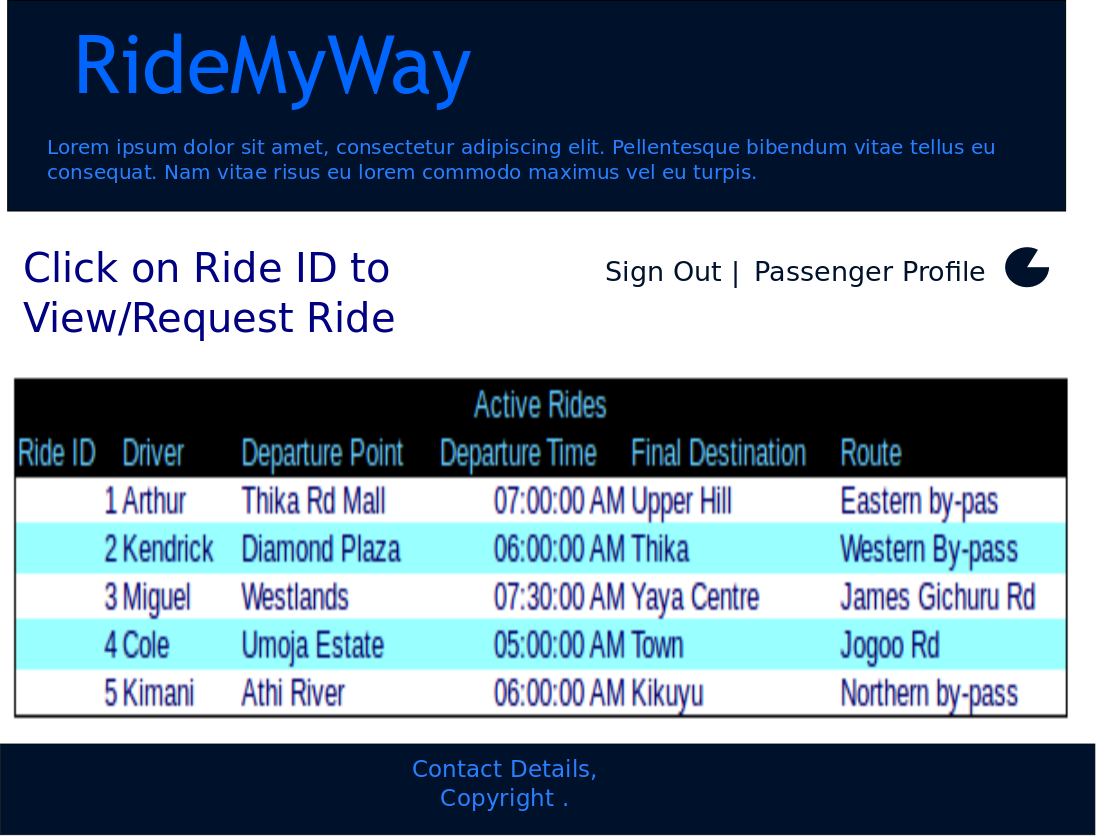 RideMyWay
Lorem ipsum dolor sit amet, consectetur adipiscing elit. Pellentesque bibendum vitae tellus eu
consequat. Nam vitae risus eu lorem commodo maximus vel eu turpis.
Click on Ride ID to
View/Request Ride
Sign Out | Passenger Profile
Active Rides
Ride ID Driver Departure Point Departure Time Final Destination Route
1 Arthur Thika Rd Mall 07:00:00 AM Upper Hill Eastern by-pas
2 Kendrick Diamond Plaza 06:00:00 AM Thika Western By-pass
3 Miguel Westlands 07:30:00 AM Yaya Centre James Gichuru Rd
4 Cole Umoja Estate 05:00:00 AM Town Jogoo Rd
5 Kimani Athi River 06:00:00 AM Kikuyu Northern by-pass
Contact Details,
Copyright .